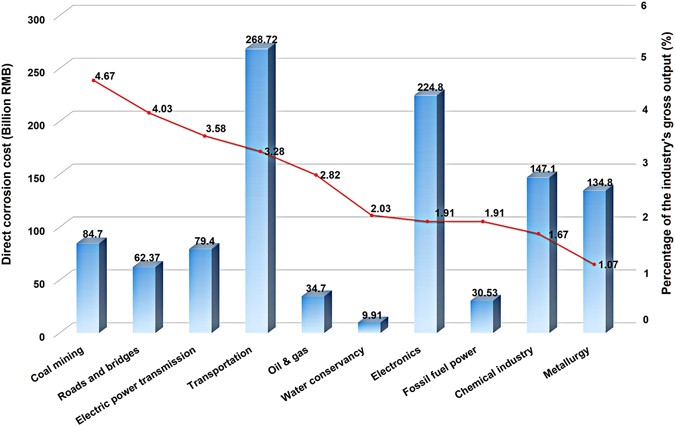 Direct corrosion cost (Billion RMB)
300
250
200
150
100
50
0
Percentage of the industry's gross output (%)
6
5
4
3
2
1
0
4.67
4.03
3.58
3.28
2.82
2.03
1.91
1.91
1.67
1.07
84.7
62.37
79.4
268.72
34.7
9.91
224.8
30.53
147.1
134.8
Coal mining
Roads and bridges
Electric power transmission
Transportation
Oil & gas
Water conservancy
Electronics
Fossil fuel power
Chemical industry
Metallurgy